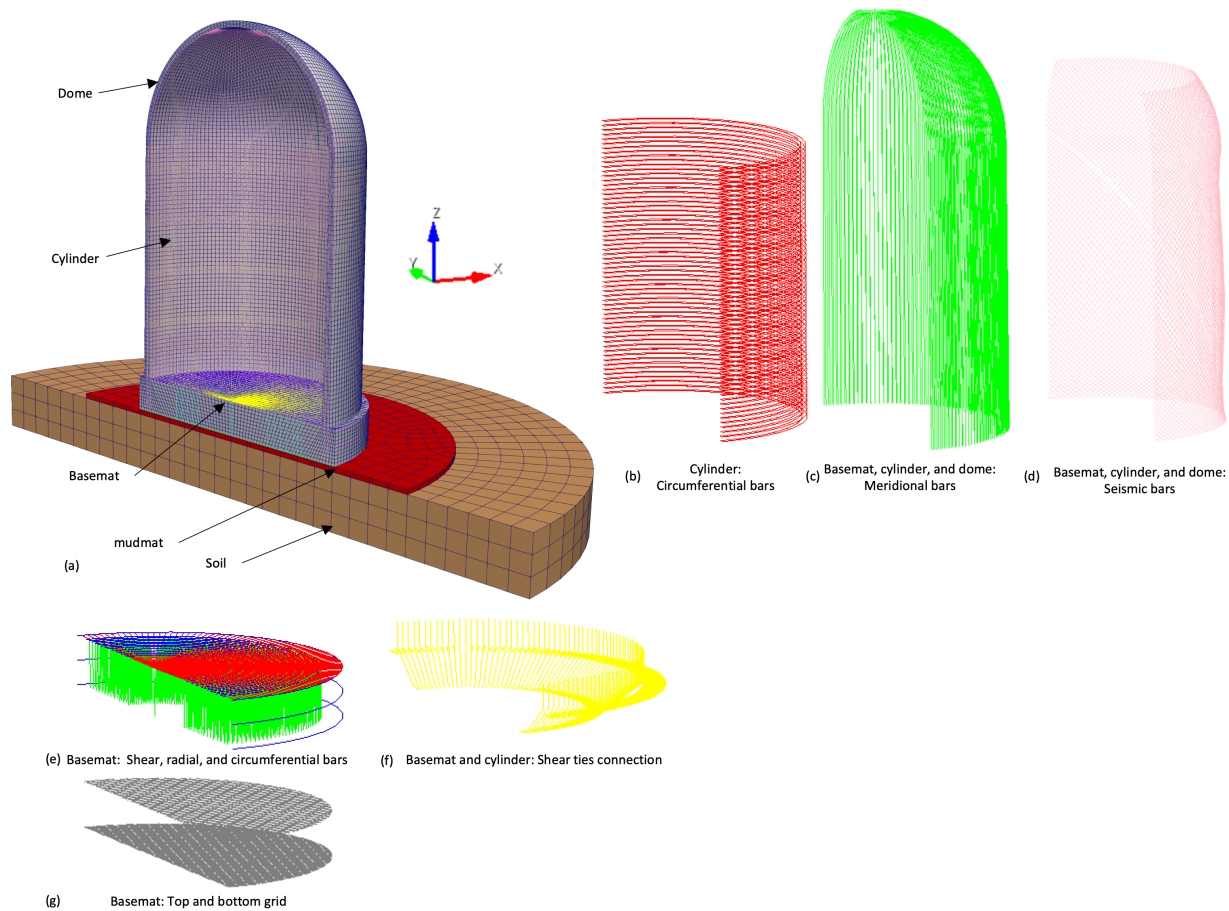 Dome
Cylinder
Z
Y
X
Basemat
mudmat
Soil
(a)
(b) Cylinder:
Circumferential bars
(c) Basemat, cylinder, and dome:
Meridional bars
(d) Basemat, cylinder, and dome:
Seismic bars
(e) Basemat: Shear, radial, and circumferential bars
(f) Basemat and cylinder: Shear ties connection
(g) Basemat: Top and bottom grid